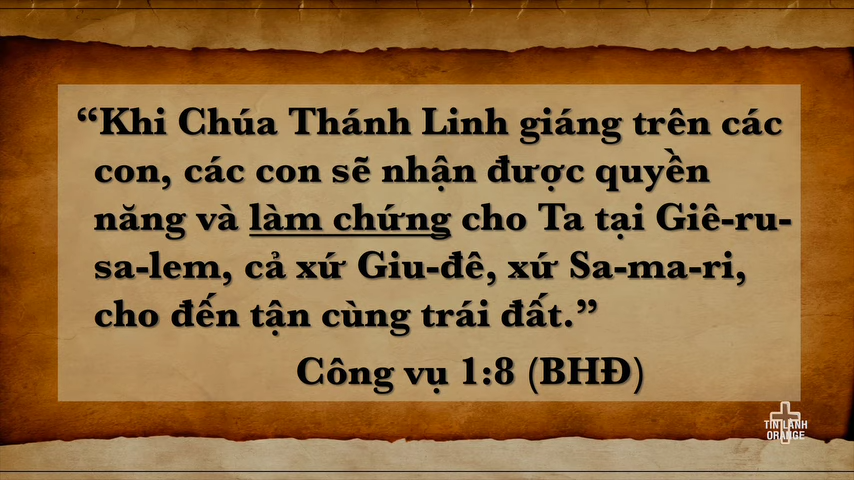 “Khi Chúa Thánh Linh giáng trên các
con, các con sẽ nhận được quyền
năng và làm chứng cho Ta tại Giê-ru-
sa-lem, cả xứ Giu-đê, xứ Sa-ma-ri,
cho đến tận cùng trái đất.”
Công vụ 1:8 (BHĐ)
TIN LANH
ORANGE